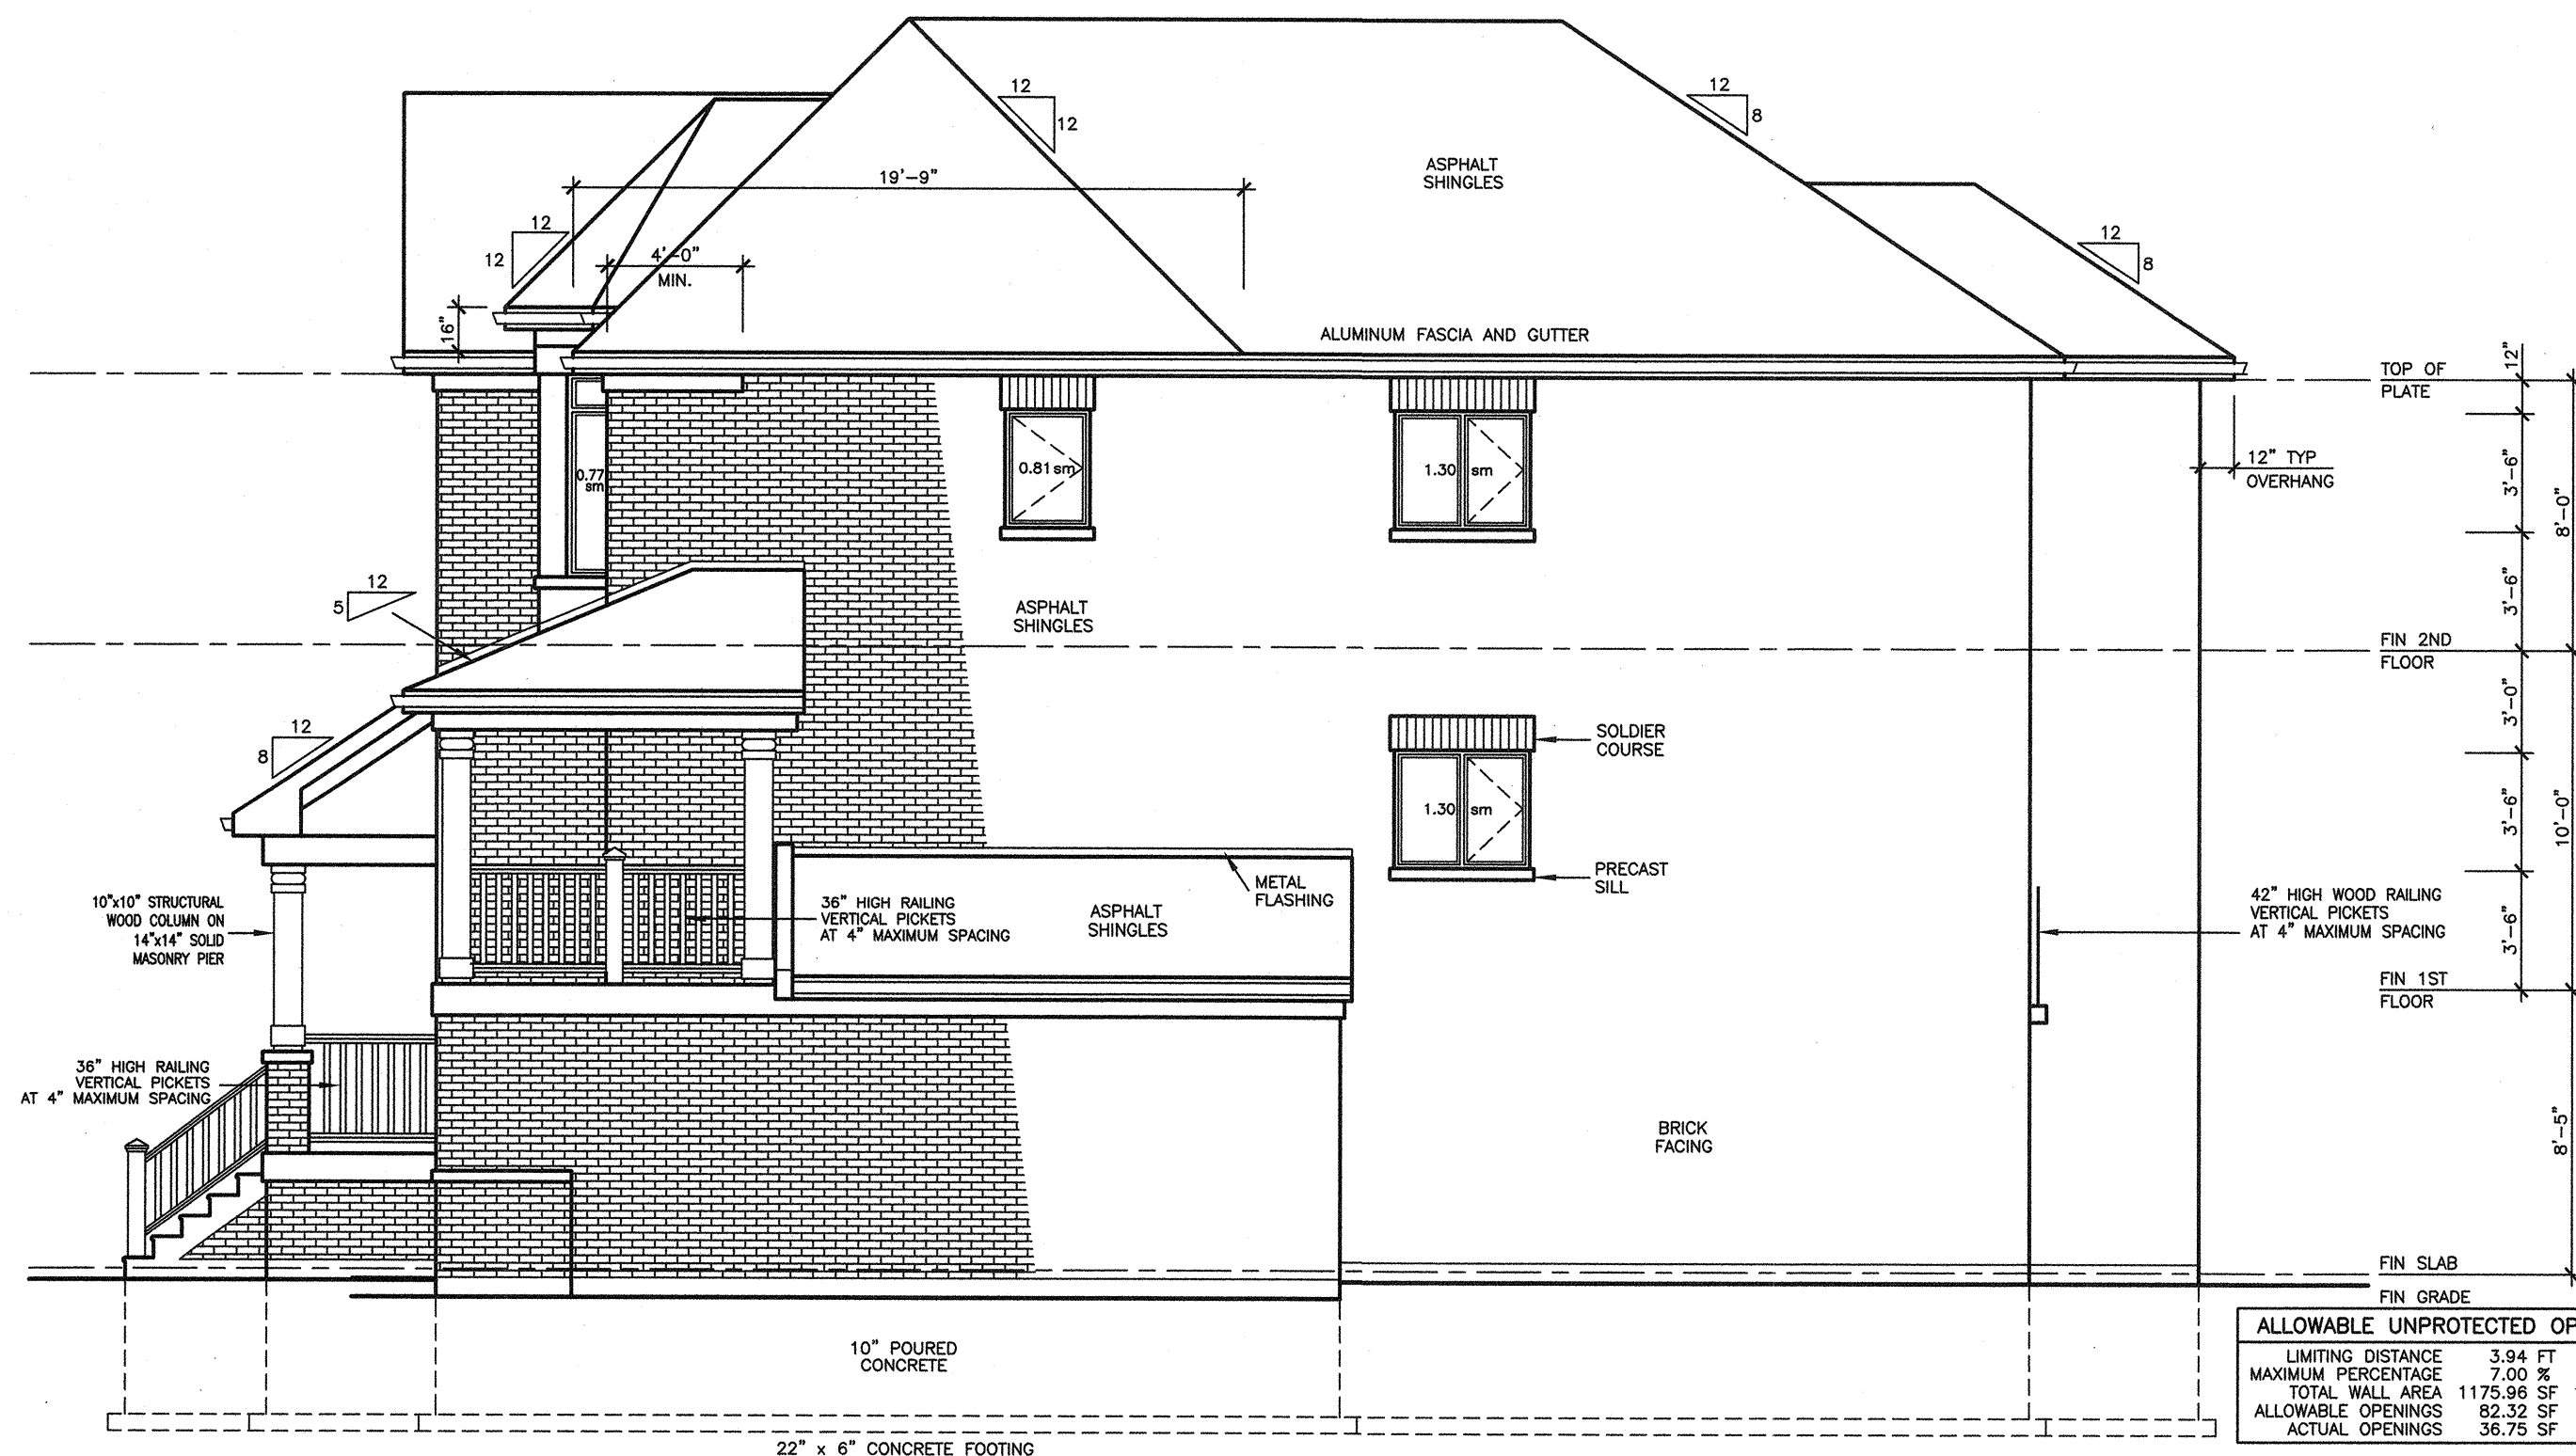 12
12
12
8
ASPHALT
SHINGLES
19'-9"
12
12
4'-0"
MIN.
12
8
16"
ALUMINUM FASCIA AND GUTTER
12"
TOP OF
PLATE
0.77
sm
0.81 sm
1.30 sm
3'-6"
8'-0"
12" TYP
OVERHANG
12
5
ASPHALT
SHINGLES
3'-6"
FIN 2ND
FLOOR
12
8
SOLDIER
COURSE
3'-0"
1.30 sm
3'-6"
10'-0"
PRECAST
SILL
METAL
FLASHING
10"x10" STRUCTURAL
WOOD COLUMN ON
14"x14" SOLID
MASONRY PIER
36" HIGH RAILING
VERTICAL PICKETS
AT 4" MAXIMUM SPACING
ASPHALT
SHINGLES
42" HIGH WOOD RAILING
VERTICAL PICKETS
AT 4" MAXIMUM SPACING
3'-6"
FIN 1ST
FLOOR
36" HIGH RAILING
VERTICAL PICKETS
AT 4" MAXIMUM SPACING
BRICK
FACING
8'-5"
FIN SLAB
FIN GRADE
10" POURED
CONCRETE
22" x 6" CONCRETE FOOTING
ALLOWABLE UNPROTECTED OP
LIMITING DISTANCE 3.94 FT
MAXIMUM PERCENTAGE 7.00 %
TOTAL WALL AREA 1175.96 SF
ALLOWABLE OPENINGS 82.32 SF
ACTUAL OPENINGS 36.75 SF